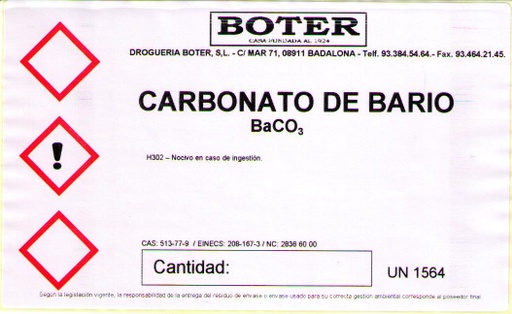 BOTER
CASA FUNDADA AL 1924
DROGUERIA BOTER, S,L. - C/ MAR 71, 08911 BADALONA - Telf. 93.384.54.64.- Fax. 93.464.21.45.
CARBONATO DE BARIO
BaCO₃
!
H302 – Nocivo en caso de ingestión.
CAS: 513-77-9 / EINECS: 208-167-3 / NC: 2836 60 00
Cantidad:
UN 1564
Según la legislación vigente, la responsabilidad de la entrega del residuo de envase o envase usado para su correcta gestión ambiental corresponde al poseedor final